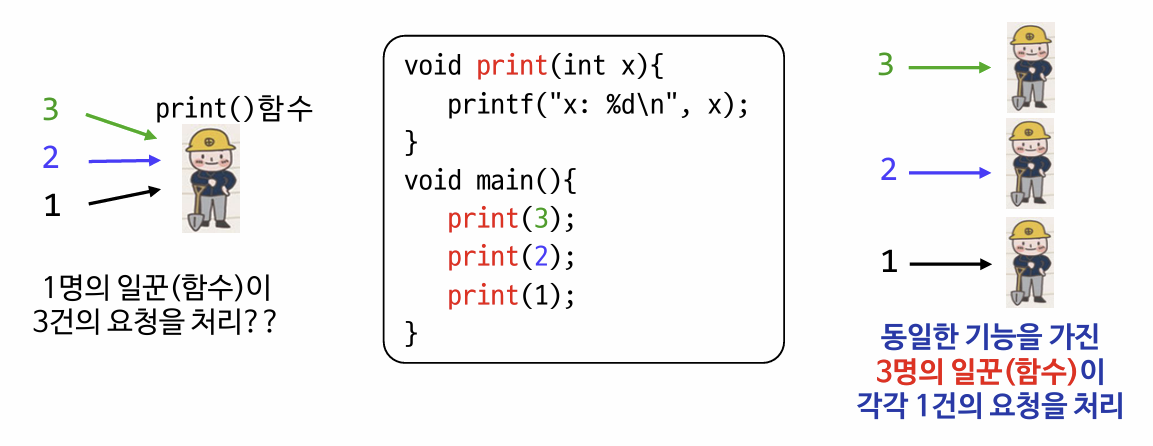 3
2
1
print()함수
1명의 일꾼(함수)이
3건의 요청을 처리??
void print(int x){
printf("x: %d\n", x);
}
void main(){
print(3);
print(2);
print(1);
}
3
2
1
동일한 기능을 가진
3명의 일꾼(함수)이
각각 1건의 요청을 처리